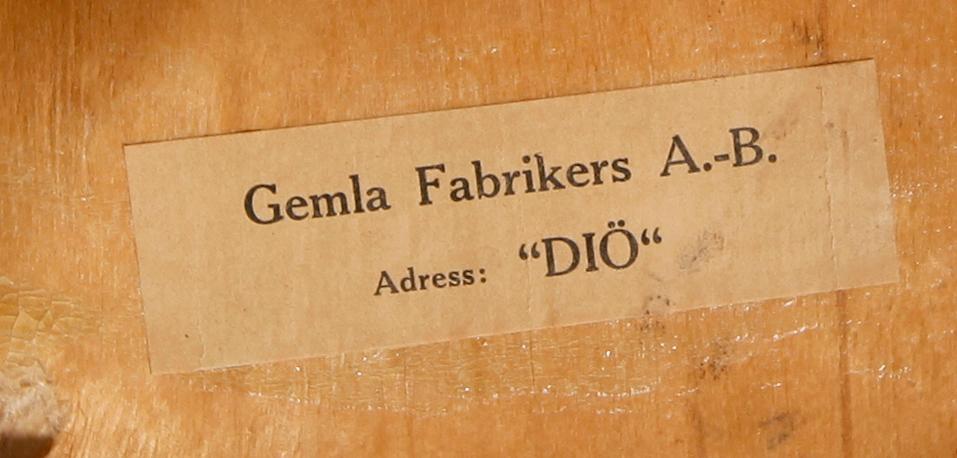 Gemla Fabrikers A.-B.
Adress: “DIÖ“